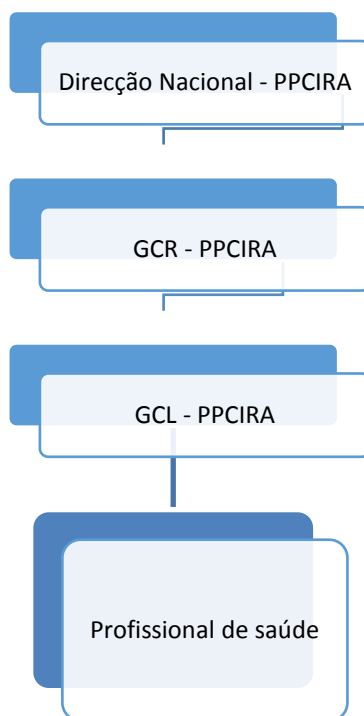 Direcção Nacional - PPCIRA
GCR - PPCIRA
GCL - PPCIRA
Profissional de saúde